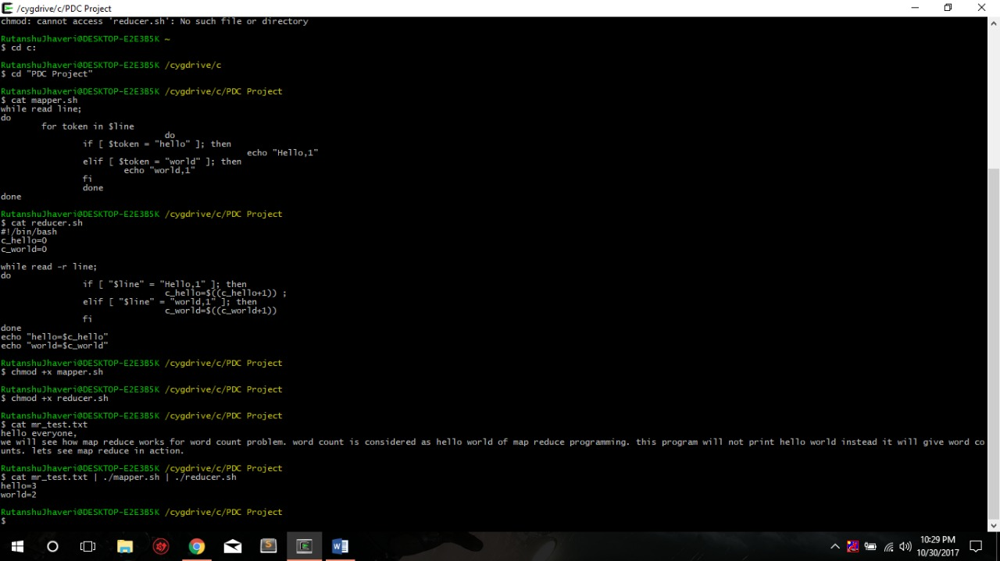 /cygdrive/c/PDC Project
chmod: cannot access 'reducer.sh': No such file or directory
RutanshuJhaveri@DESKTOP-E2E3B5K ~
$ cd c:
RutanshuJhaveri@DESKTOP-E2E3B5K /cygdrive/c
$ cd "PDC Project"
RutanshuJhaveri@DESKTOP-E2E3B5K /cygdrive/c/PDC Project
$ cat mapper.sh
while read line;
do
for token in $line
do
if [ $token = "hello" ]; then
echo "Hello,1"
elif [ $token = "world" ]; then
echo "world,1"
fi
done
done
RutanshuJhaveri@DESKTOP-E2E3B5K /cygdrive/c/PDC Project
$ cat reducer.sh
#!/bin/bash
c_hello=0
c_world=0
while read -r line;
do
if [ "$line" = "Hello,1" ]; then
c_hello=$((c_hello+1)) ;
elif [ "$line" = "world,1" ]; then
c_world=$((c_world+1))
fi
done
echo "hello=$c_hello"
echo "world=$c_world"
RutanshuJhaveri@DESKTOP-E2E3B5K /cygdrive/c/PDC Project
$ chmod +x mapper.sh
RutanshuJhaveri@DESKTOP-E2E3B5K /cygdrive/c/PDC Project
$ chmod +x reducer.sh
RutanshuJhaveri@DESKTOP-E2E3B5K /cygdrive/c/PDC Project
$ cat mr_test.txt
hello everyone,
we will see how map reduce works for word count problem. word count is considered as hello world of map reduce programming. this program will not print hello world instead it will give word co
unts. lets see map reduce in action.
RutanshuJhaveri@DESKTOP-E2E3B5K /cygdrive/c/PDC Project
$ cat mr_test.txt | ./mapper.sh | ./reducer.sh
hello=3
world=2
RutanshuJhaveri@DESKTOP-E2E3B5K /cygdrive/c/PDC Project
$
10:29 PM
10/30/2017